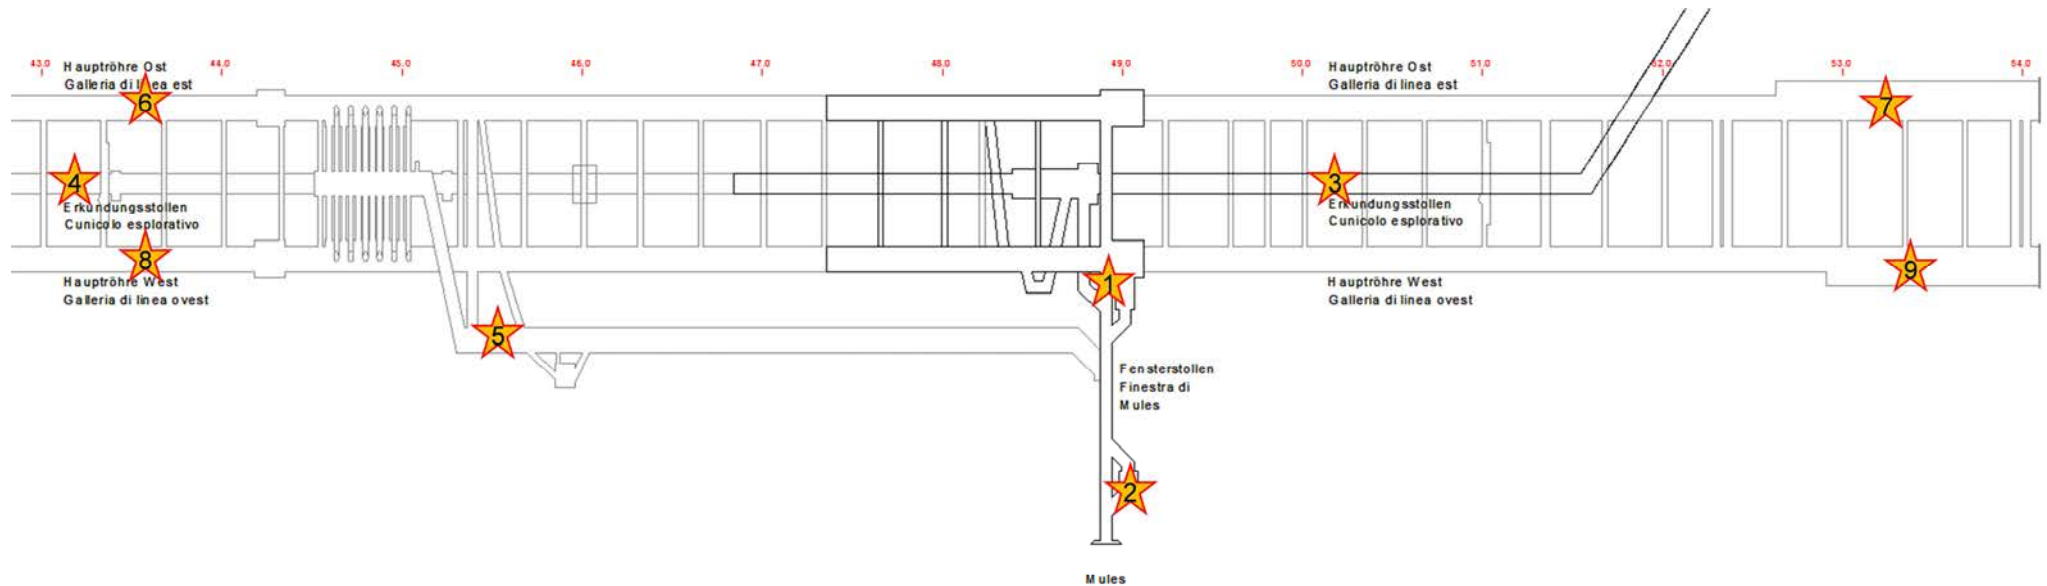 43.0
44.0
45.0
46.0
47.0
48.0
49.0
50.0
51.0
52.0
53.0
54.0
Hauptröhre Ost
Galleria di linea est
Hauptröhre Ost
Galleria di linea est
6
7
4
3
Erkundungsstollen
Cunicolo esplorativo
Erkundungsstollen
Cunicolo esplorativo
8
1
9
Hauptröhre West
Galleria di linea ovest
Hauptröhre West
Galleria di linea ovest
5
Fensterstollen
Finestra di
Mules
2
Mules